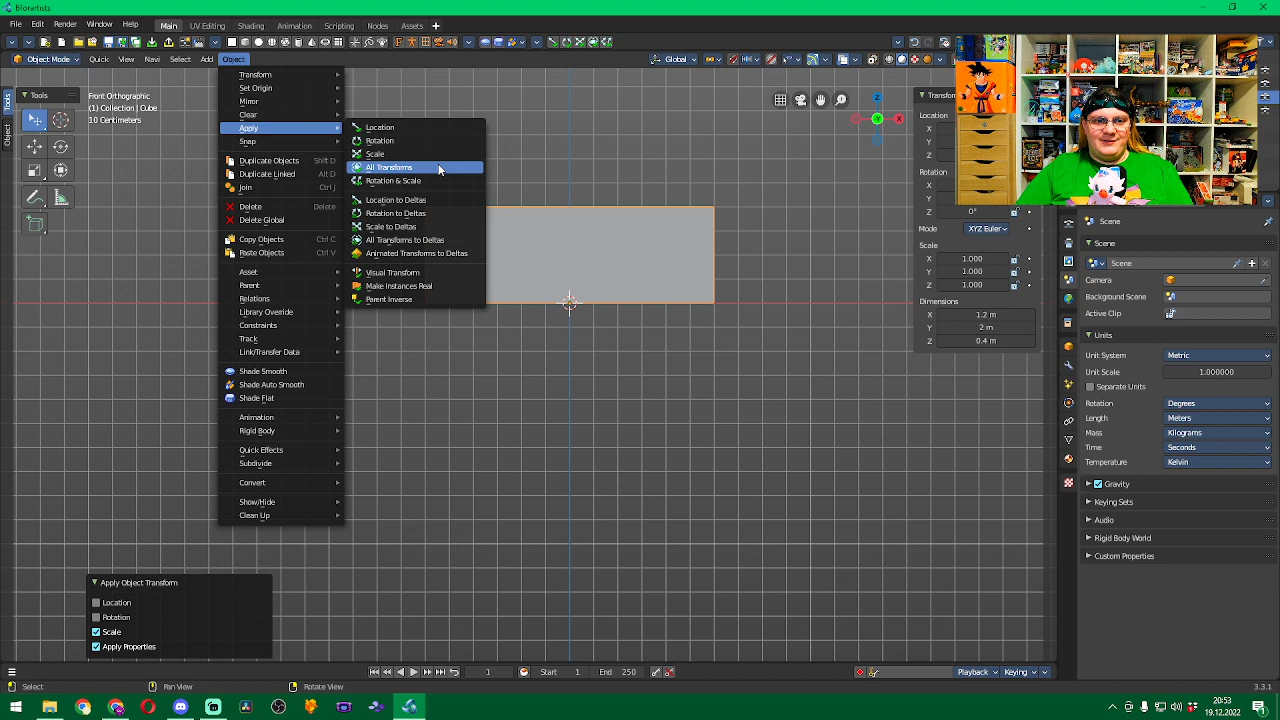 Bforartists
File Edit Render Window Help
Main UV Editing Shading Animation Scripting Nodes Assets
Object Mode Quick View Navi Select Add Object Global
Tools
Tools
Object
Front Orthographic
(1) Collection | Cube
10 Centimeters
Transform
Set Origin
Mirror
Clear
Apply
Snap
Duplicate Objects Shift D
Duplicate Linked Alt D
Join Ctrl J
Delete Delete
Delete Global
Copy Objects Ctrl C
Paste Objects Ctrl V
Asset
Parent
Relations
Library Override
Constraints
Track
Link/Transfer Data
Shade Smooth
Shade Auto Smooth
Shade Flat
Animation
Rigid Body
Quick Effects
Subdivide
Convert
Show/Hide
Clean Up
Location
Rotation
Scale
All Transforms
Rotation & Scale
Location to Deltas
Rotation to Deltas
Scale to Deltas
All Transforms to Deltas
Animated Transforms to Deltas
Visual Transform
Make Instances Real
Parent Inverse
Z
X
Y
Transform
Location
X
Y
Z
Rotation
X
Y
Z 0°
Mode XYZ Euler
Scale
X 1.000
Y 1.000
Z 1.000
Dimensions
X 1.2 m
Y 2 m
Z 0.4 m
Scene
Scene
Scene
Camera
Background Scene
Active Clip
Units
Unit System Metric
Unit Scale 1.000000
Separate Units
Rotation Degrees
Length Meters
Mass Kilograms
Time Seconds
Temperature Kelvin
Gravity
Keying Sets
Audio
Rigid Body World
Custom Properties
Apply Object Transform
Location
Rotation
Scale
Apply Properties
1 Start 1 End 250 Playback Keying
Select Pan View Rotate View 3.3.1
20:53
19.12.2022